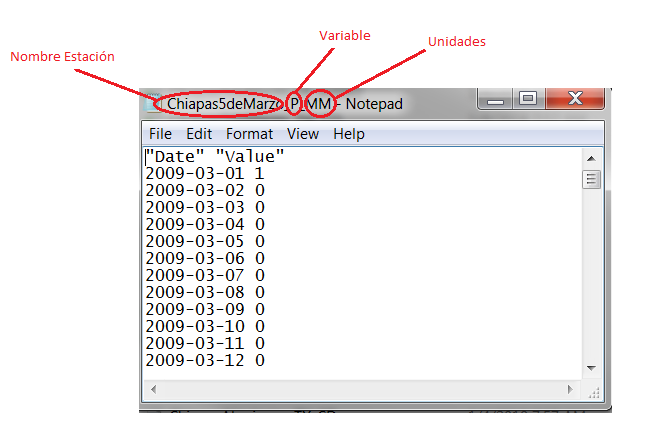 Variable
Unidades
Nombre Estación
Chiapas5deMarzo_P_MM - Notepad
File Edit Format View Help
"Date" "Value"
2009-03-01 1
2009-03-02 0
2009-03-03 0
2009-03-04 0
2009-03-05 0
2009-03-06 0
2009-03-07 0
2009-03-08 0
2009-03-09 0
2009-03-10 0
2009-03-11 0
2009-03-12 0